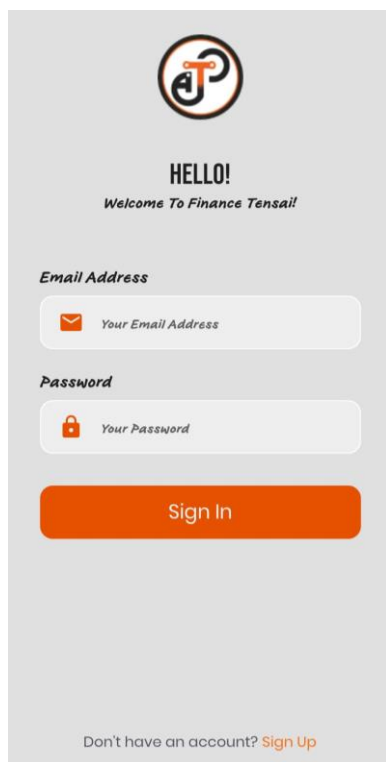 HELLO!
Welcome To Finance Tensai!
Email Address
Your Email Address
Password
Your Password
Sign In
Don't have an account? Sign Up